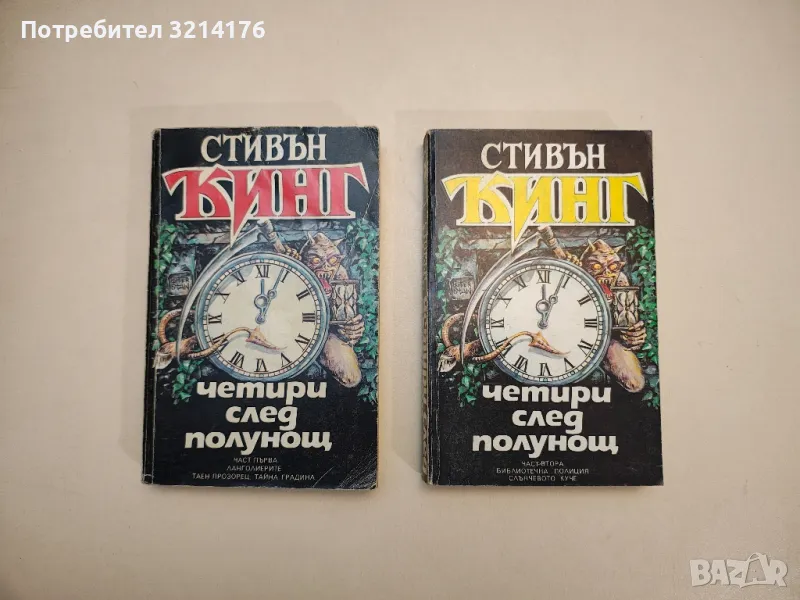 Потребител 3214176
СТИВЪН
КИНГ
четири
след
полунощ
ЧАСТ ПЪРВА
ЛАНГОЛИЕРИТЕ
ТАЕН ПРОЗОРЕЦ, ТАЙНА ГРАДИНА
СТИВЪН
КИНГ
четири
след
полунощ
ЧАСТ ВТОРА
БИБЛИОТЕЧНА ПОЛИЦИЯ
СЛЪНЧЕВОТО КУЧЕ
BAZAR